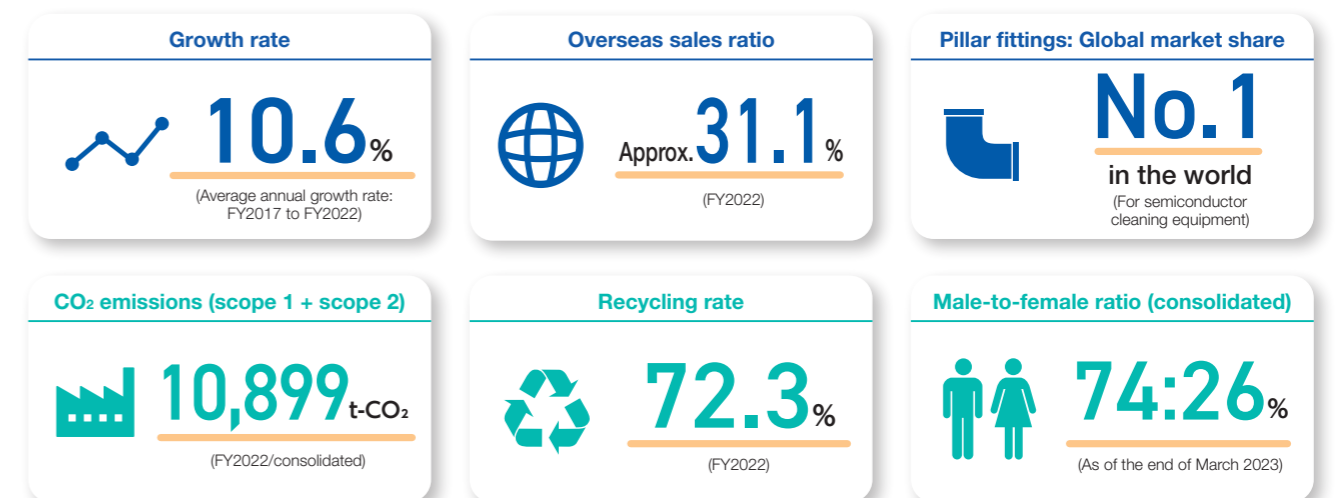 Growth rate
10.6%
(Average annual growth rate:
FY2017 to FY2022)
Overseas sales ratio
Approx.31.1%
(FY2022)
Pillar fittings: Global market share
No.1
in the world
(For semiconductor
cleaning equipment)
CO₂ emissions (scope 1 + scope 2)
10,899t-CO₂
(FY2022/consolidated)
Recycling rate
72.3%
(FY2022)
Male-to-female ratio (consolidated)
74:26%
(As of the end of March 2023)